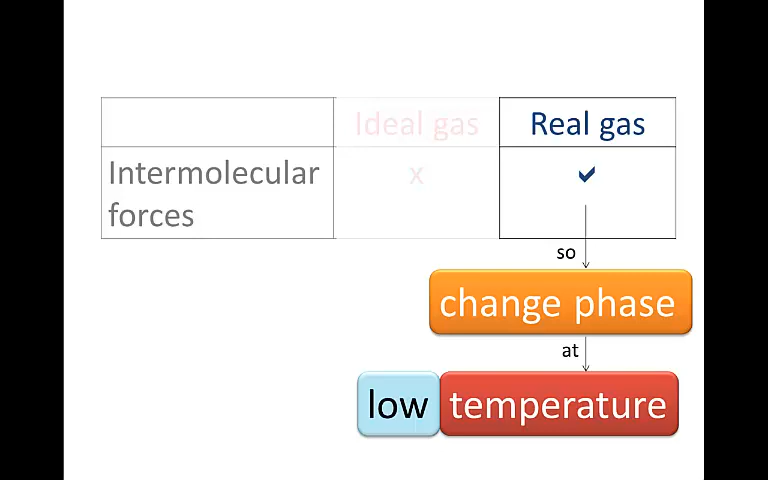 Ideal gas Real gas
Intermolecular x ✓
forces
so
change phase
at
low temperature